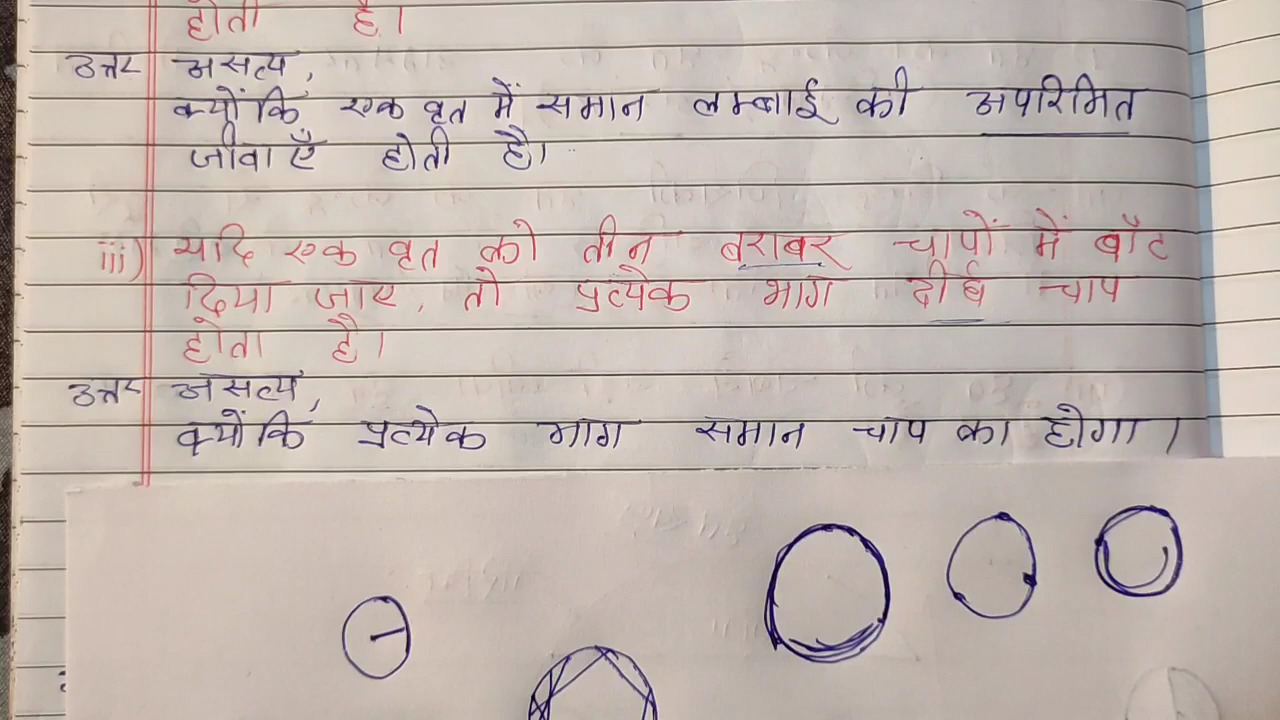 होती है।
उत्तर असत्य,
क्योंकि एक वृत में समान लम्बाई की अपरिमित
जीवाएँ होती है।
iii) यदि एक वृत को तीन बराबर चापों में बाँट
दिया जाए, तो प्रत्येक भाग दीर्घ चाप
होता है।
उत्तर असत्य,
क्योंकि प्रत्येक भाग समान चाप का होगा।